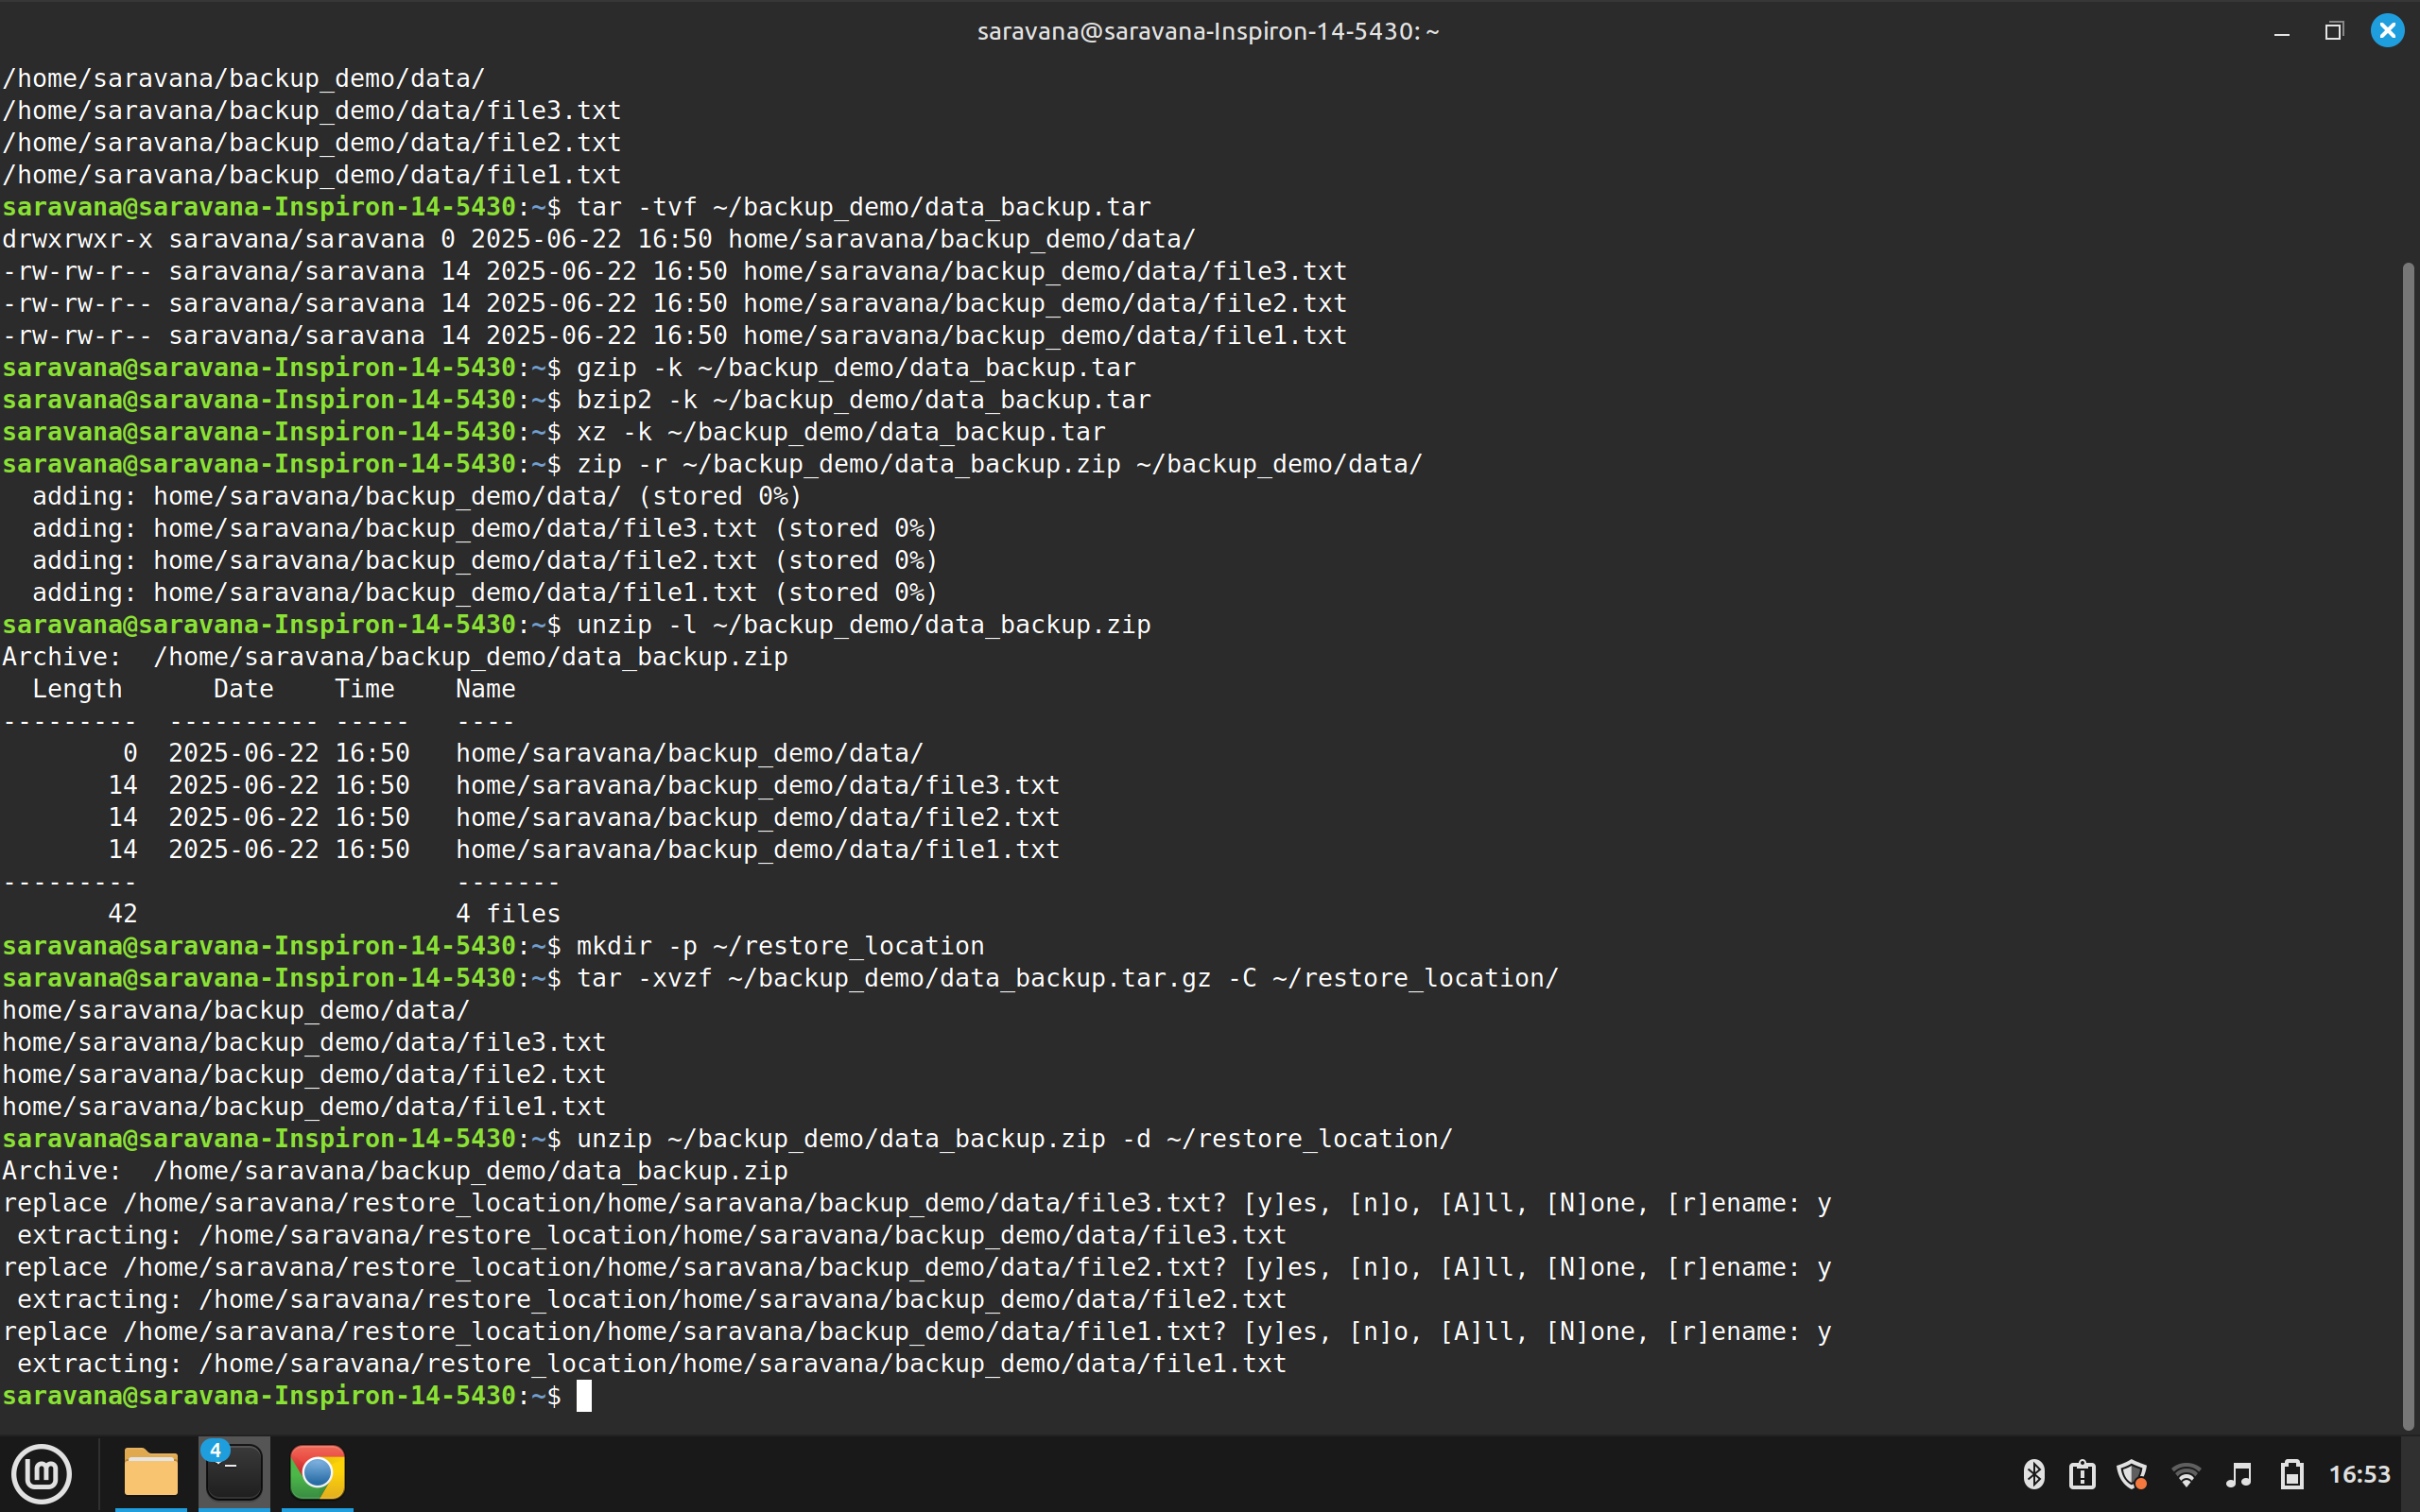 saravana@saravana-Inspiron-14-5430: ~
/home/saravana/backup_demo/data/
/home/saravana/backup_demo/data/file3.txt
/home/saravana/backup_demo/data/file2.txt
/home/saravana/backup_demo/data/file1.txt
saravana@saravana-Inspiron-14-5430:~$ tar -tvf ~/backup_demo/data_backup.tar
drwxrwxr-x saravana/saravana 0 2025-06-22 16:50 home/saravana/backup_demo/data/
-rw-rw-r-- saravana/saravana 14 2025-06-22 16:50 home/saravana/backup_demo/data/file3.txt
-rw-rw-r-- saravana/saravana 14 2025-06-22 16:50 home/saravana/backup_demo/data/file2.txt
-rw-rw-r-- saravana/saravana 14 2025-06-22 16:50 home/saravana/backup_demo/data/file1.txt
saravana@saravana-Inspiron-14-5430:~$ gzip -k ~/backup_demo/data_backup.tar
saravana@saravana-Inspiron-14-5430:~$ bzip2 -k ~/backup_demo/data_backup.tar
saravana@saravana-Inspiron-14-5430:~$ xz -k ~/backup_demo/data_backup.tar
saravana@saravana-Inspiron-14-5430:~$ zip -r ~/backup_demo/data_backup.zip ~/backup_demo/data/
  adding: home/saravana/backup_demo/data/ (stored 0%)
  adding: home/saravana/backup_demo/data/file3.txt (stored 0%)
  adding: home/saravana/backup_demo/data/file2.txt (stored 0%)
  adding: home/saravana/backup_demo/data/file1.txt (stored 0%)
saravana@saravana-Inspiron-14-5430:~$ unzip -l ~/backup_demo/data_backup.zip
Archive:  /home/saravana/backup_demo/data_backup.zip
  Length      Date    Time    Name
---------  ---------- -----   ----
        0  2025-06-22 16:50   home/saravana/backup_demo/data/
       14  2025-06-22 16:50   home/saravana/backup_demo/data/file3.txt
       14  2025-06-22 16:50   home/saravana/backup_demo/data/file2.txt
       14  2025-06-22 16:50   home/saravana/backup_demo/data/file1.txt
---------                     -------
       42                     4 files
saravana@saravana-Inspiron-14-5430:~$ mkdir -p ~/restore_location
saravana@saravana-Inspiron-14-5430:~$ tar -xvzf ~/backup_demo/data_backup.tar.gz -C ~/restore_location/
home/saravana/backup_demo/data/
home/saravana/backup_demo/data/file3.txt
home/saravana/backup_demo/data/file2.txt
home/saravana/backup_demo/data/file1.txt
saravana@saravana-Inspiron-14-5430:~$ unzip ~/backup_demo/data_backup.zip -d ~/restore_location/
Archive:  /home/saravana/backup_demo/data_backup.zip
replace /home/saravana/restore_location/home/saravana/backup_demo/data/file3.txt? [y]es, [n]o, [A]ll, [N]one, [r]ename: y
 extracting: /home/saravana/restore_location/home/saravana/backup_demo/data/file3.txt
replace /home/saravana/restore_location/home/saravana/backup_demo/data/file2.txt? [y]es, [n]o, [A]ll, [N]one, [r]ename: y
 extracting: /home/saravana/restore_location/home/saravana/backup_demo/data/file2.txt
replace /home/saravana/restore_location/home/saravana/backup_demo/data/file1.txt? [y]es, [n]o, [A]ll, [N]one, [r]ename: y
 extracting: /home/saravana/restore_location/home/saravana/backup_demo/data/file1.txt
saravana@saravana-Inspiron-14-5430:~$
4
16:53